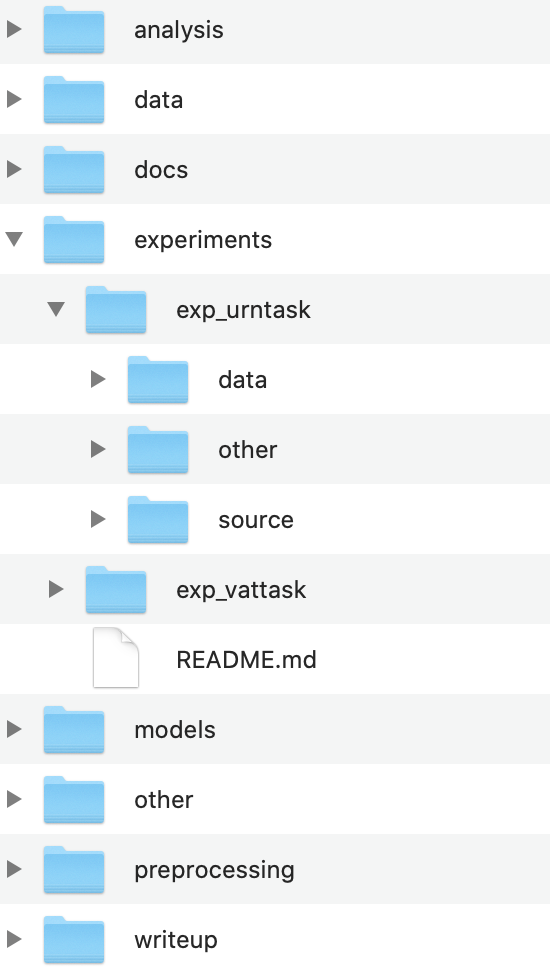 analysis
data
docs
experiments
exp_urntask
data
other
source
exp_vattask
README.md
models
other
preprocessing
writeup